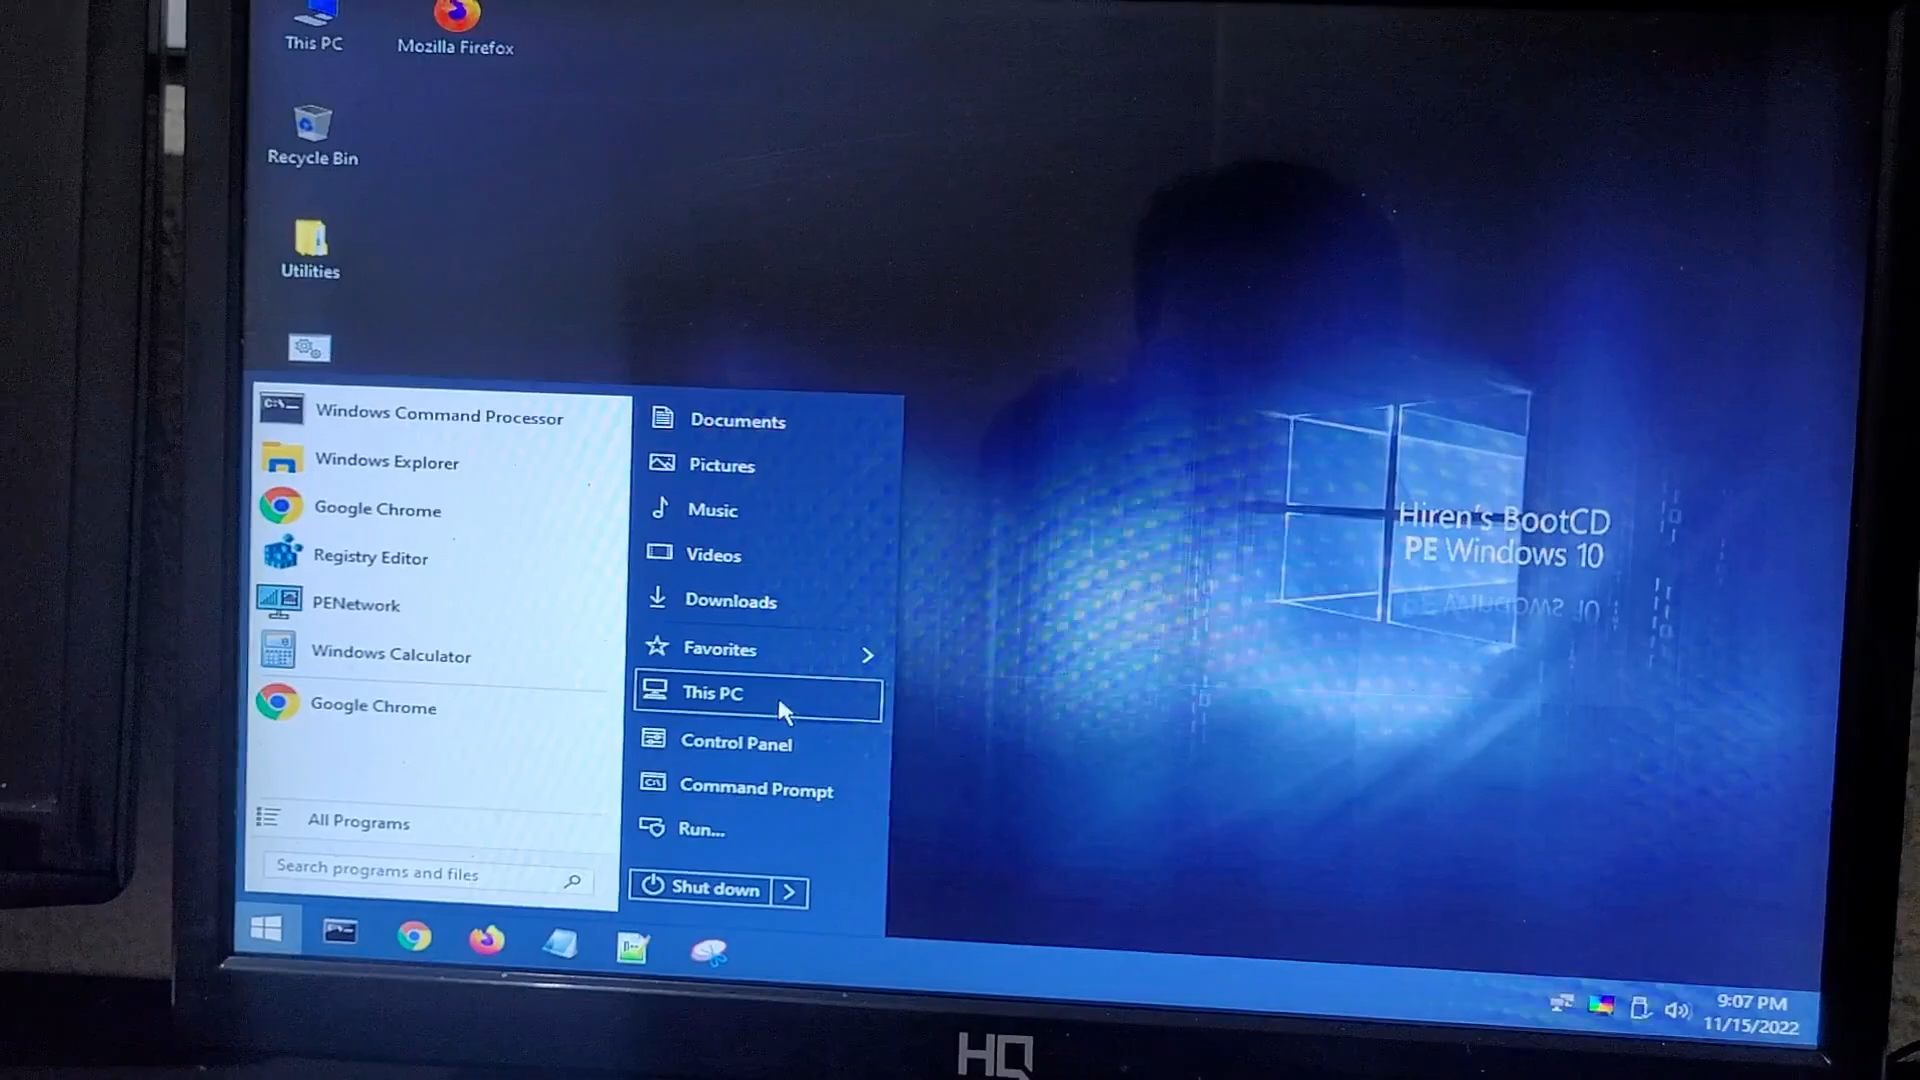 This PC
Mozilla Firefox
Recycle Bin
Utilities
Windows Command Processor
Windows Explorer
Google Chrome
Registry Editor
PENetwork
Windows Calculator
Google Chrome
All Programs
Search programs and files
Documents
Pictures
Music
Videos
Downloads
Favorites
This PC
Control Panel
Command Prompt
Run...
Shut down
Hiren's BootCD
PE Windows 10
9:07 PM
11/15/2022
HQ